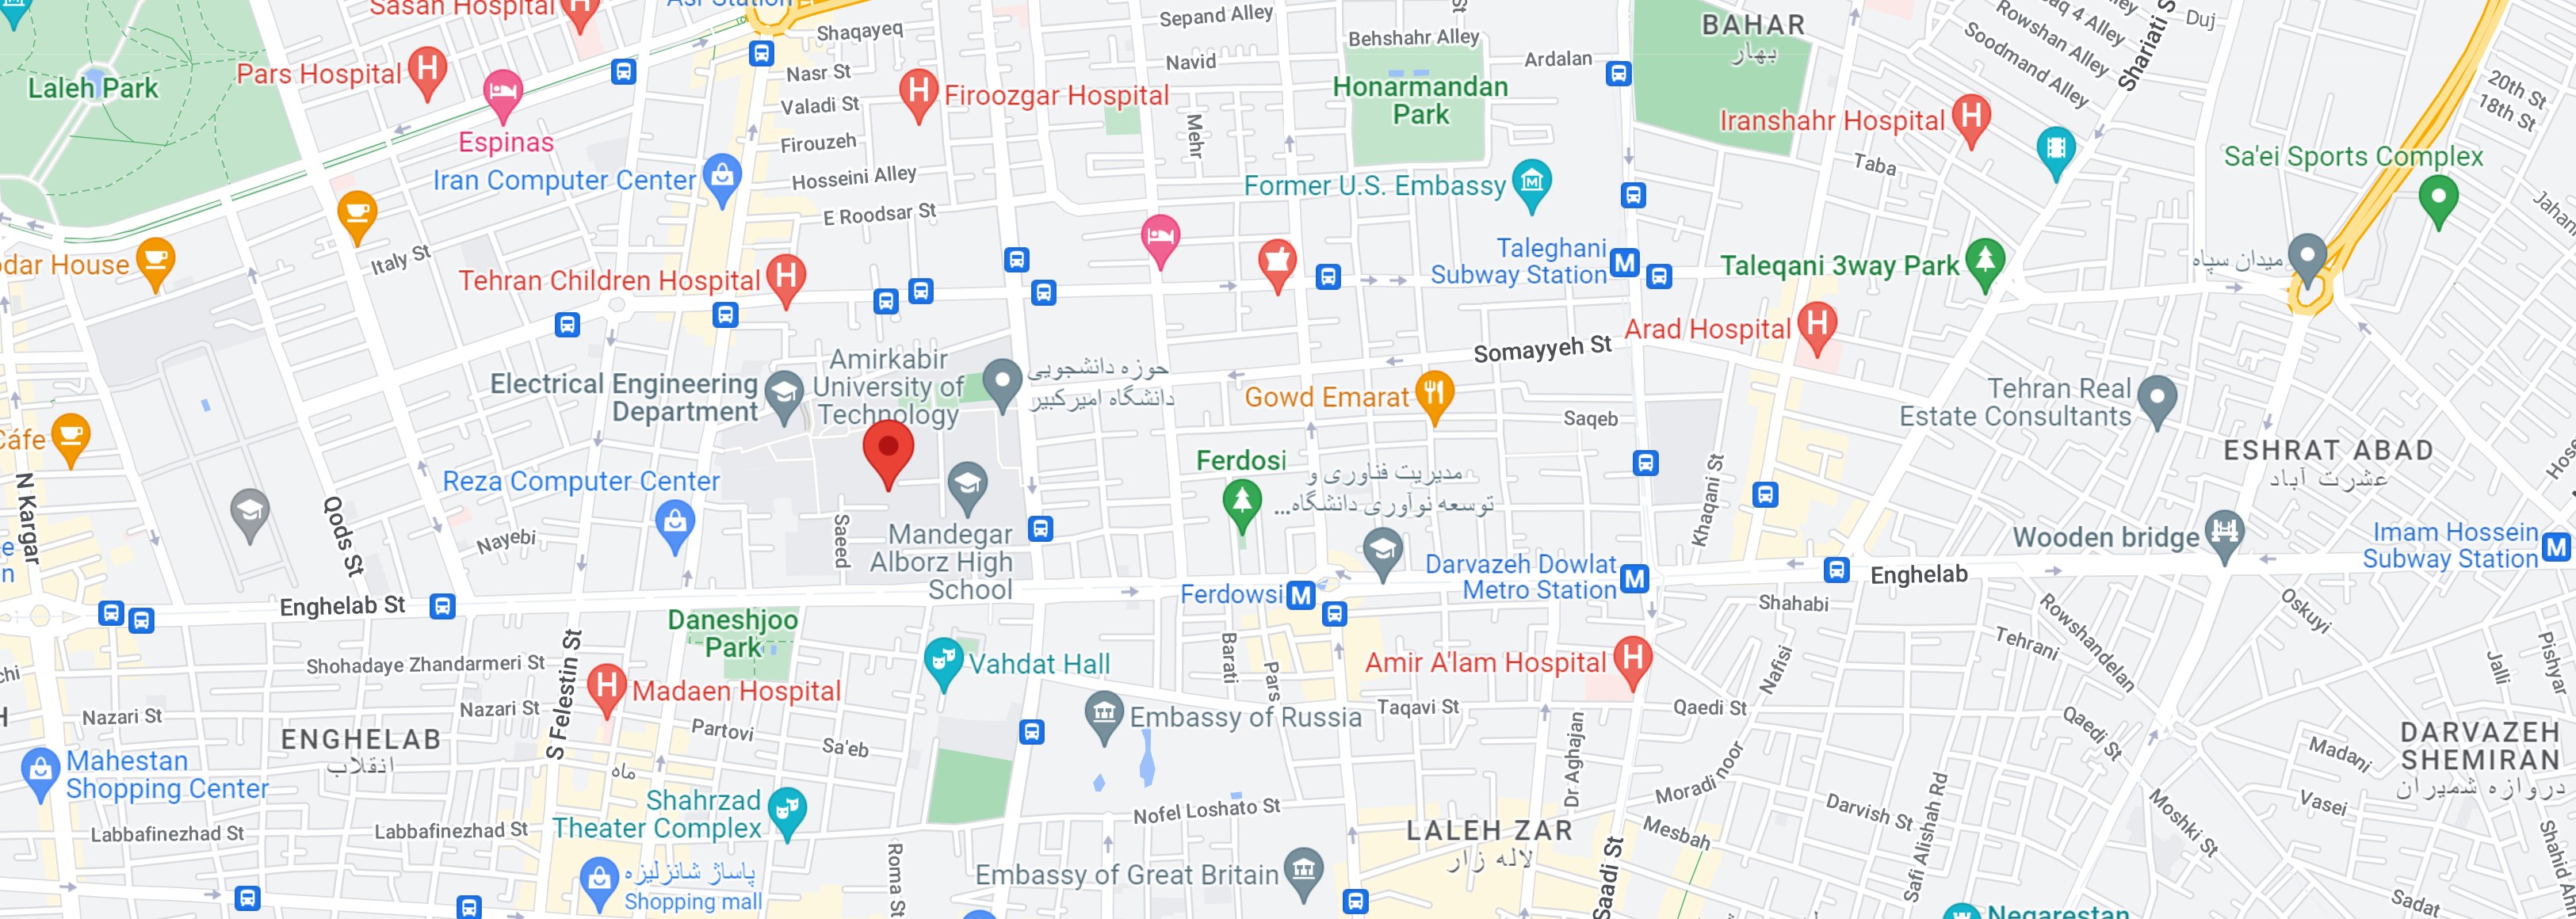 Sasan Hospital
Asr Station
Shaqayeq
Sepand Alley
Behshahr Alley
BAHAR
بهار
Duj
Rowshan Alley
Soodmand Alley
Shariati S
Laleh Park
Pars Hospital
Espinas
Nasr St
Valadi St
Firouzeh
Firoozgar Hospital
Navid
Mehr
Honarmandan
Park
Ardalan
Iranshahr Hospital
Taba
20th St
18th St
Sa'ei Sports Complex
Iran Computer Center
Hosseini Alley
E Roodsar St
Former U.S. Embassy
Italy St
odar House
Tehran Children Hospital
Taleghani
Subway Station
Taleqani 3way Park
میدان سپاه
Somayyeh St
Arad Hospital
Amirkabir
University of
Technology
Electrical Engineering
Department
حوزه دانشجویی
دانشگاه امیرکبیر
Gowd Emarat
Saqeb
Tehran Real
Estate Consultants
ESHRAT ABAD
عشرت آباد
Cáfe
N Kargar
Qods St
Reza Computer Center
Nayebi
Saeed
Mandegar
Alborz High
School
Ferdosi
مدیریت فناوری و
توسعه نوآوری دانشگاه...
Khaqani St
Wooden bridge
Imam Hossein
Subway Station
Enghelab St
Ferdowsi
Darvazeh Dowlat
Metro Station
Enghelab
Daneshjoo
Park
Shahabi
Oskuyi
Rowshandelan
Tehrani
Jalli
Pishyar
Shohadaye Zhandarmeri St
S Felestin St
Madaen Hospital
Vahdat Hall
Barati
Pars
Amir A'lam Hospital
Nafisi
Nazari St
Nazari St
Partovi
Sa'eb
Embassy of Russia
Taqavi St
Qaedi St
Qaedi St
ENGHELAB
انقلاب
DARVAZEH
SHEMIRAN
دروازه شمیران
Madani
Vasei
Mahestan
Shopping Center
ماه
Shahrzad
Theater Complex
Nofel Loshato St
Dr Aghajan
Moradi noor
Darvish St
Safi Alishah Rd
Moshki St
Labbafinezhad St
Labbafinezhad St
LALEH ZAR
لاله زار
Mesbah
Saadi St
پاساژ شانزلیزه
Shopping mall
Roma St
Embassy of Great Britain
Sadat
Negarestan